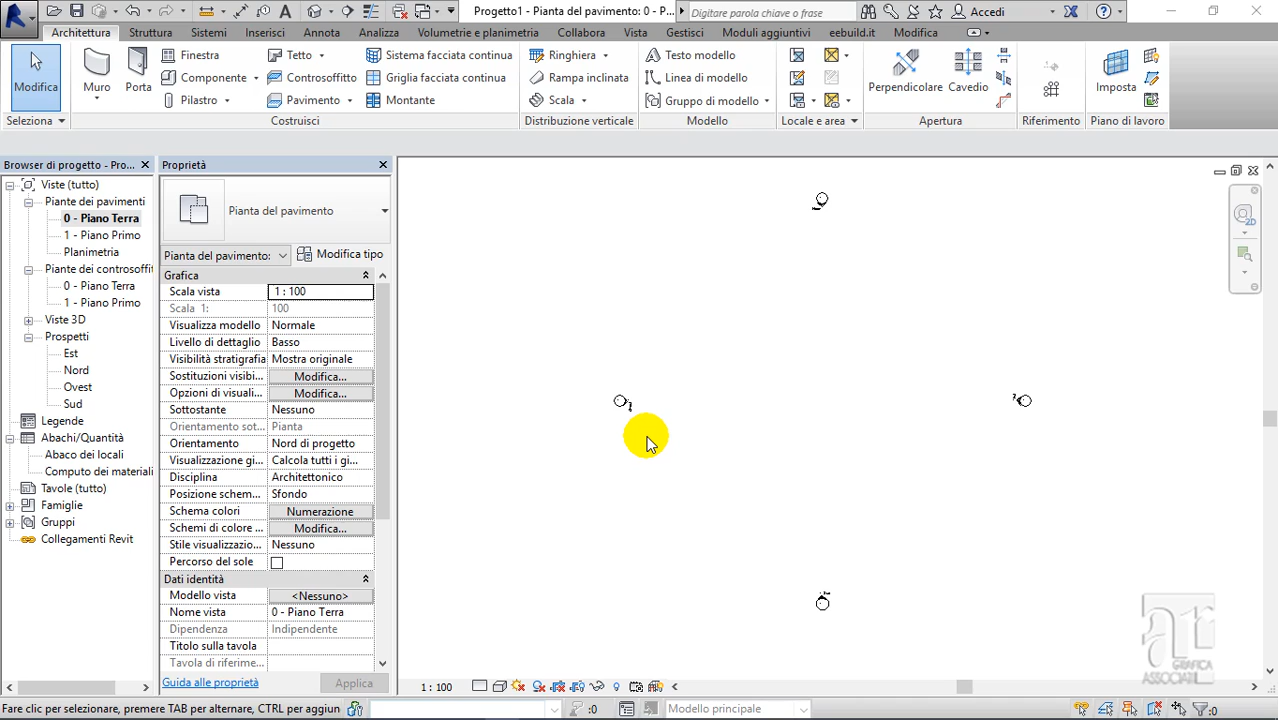 Progetto1 - Pianta del pavimento: 0 - P...
Digitare parola chiave o frase
Accedi
Architettura
Struttura
Sistemi
Inserisci
Annota
Analizza
Volumetrie e planimetria
Collabora
Vista
Gestisci
Moduli aggiuntivi
eebuild.it
Modifica
Modifica
Muro
Porta
Finestra
Componente
Pilastro
Tetto
Controsoffitto
Pavimento
Sistema facciata continua
Griglia facciata continua
Montante
Ringhiera
Rampa inclinata
Scala
Testo modello
Linea di modello
Gruppo di modello
Perpendicolare
Cavedio
Imposta
Seleziona
Costruisci
Distribuzione verticale
Modello
Locale e area
Apertura
Riferimento
Piano di lavoro
Browser di progetto - Pro...
Viste (tutto)
Piante dei pavimenti
0 - Piano Terra
1 - Piano Primo
Planimetria
Piante dei controsoffit
0 - Piano Terra
1 - Piano Primo
Viste 3D
Prospetti
Est
Nord
Ovest
Sud
Legende
Abachi/Quantità
Abaco dei locali
Computo dei materiali
Tavole (tutto)
Famiglie
Gruppi
Collegamenti Revit
Proprietà
Pianta del pavimento
Pianta del pavimento:
Modifica tipo
Grafica
Scala vista 1 : 100
Scala 1: 100
Visualizza modello Normale
Livello di dettaglio Basso
Visibilità stratigrafia Mostra originale
Sostituzioni visibi... Modifica...
Opzioni di visuali... Modifica...
Sottostante Nessuno
Orientamento sot... Pianta
Orientamento Nord di progetto
Visualizzazione gi... Calcola tutti i gi...
Disciplina Architettonico
Posizione schem... Sfondo
Schema colori Numerazione
Schemi di colore ... Modifica...
Stile visualizzazio... Nessuno
Percorso del sole
Dati identità
Modello vista <Nessuno>
Nome vista 0 - Piano Terra
Dipendenza Indipendente
Titolo sulla tavola
Tavola di riferime...
Guida alle proprietà
Applica
2D
1 : 100
ar
GRAFICA
ASSOCIATI
Fare clic per selezionare, premere TAB per alternare, CTRL per aggiun
:0
Modello principale
:0